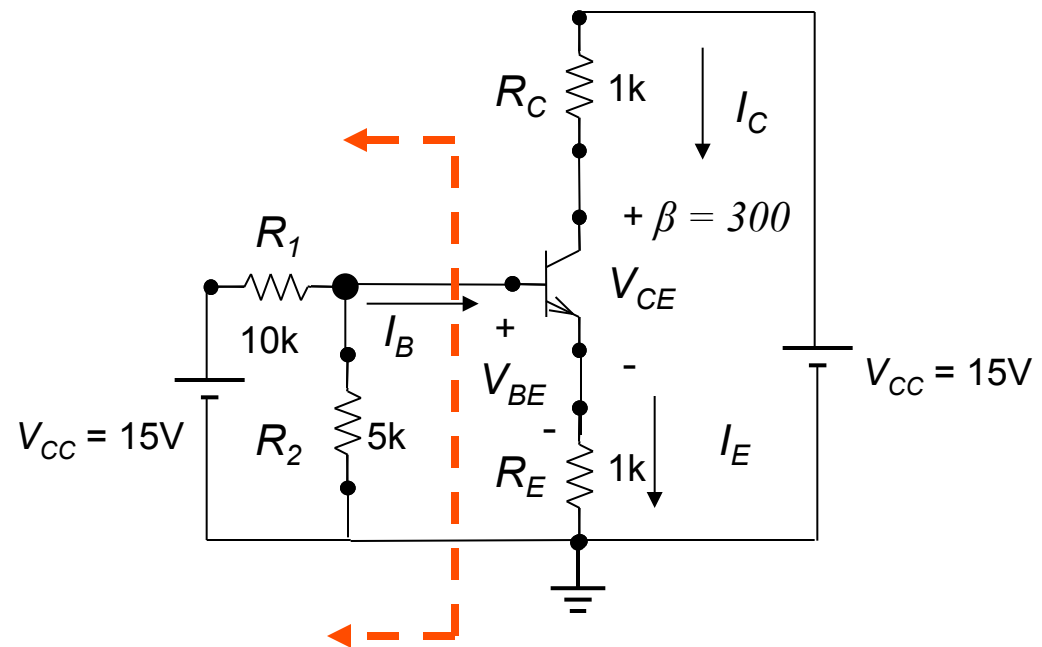 R_C 1k
I_C
+ β = 300
R_1
V_CE
10k
I_B
+
-
V_BE
V_CC = 15V
V_CC = 15V
R_2 5k
-
I_E
R_E 1k